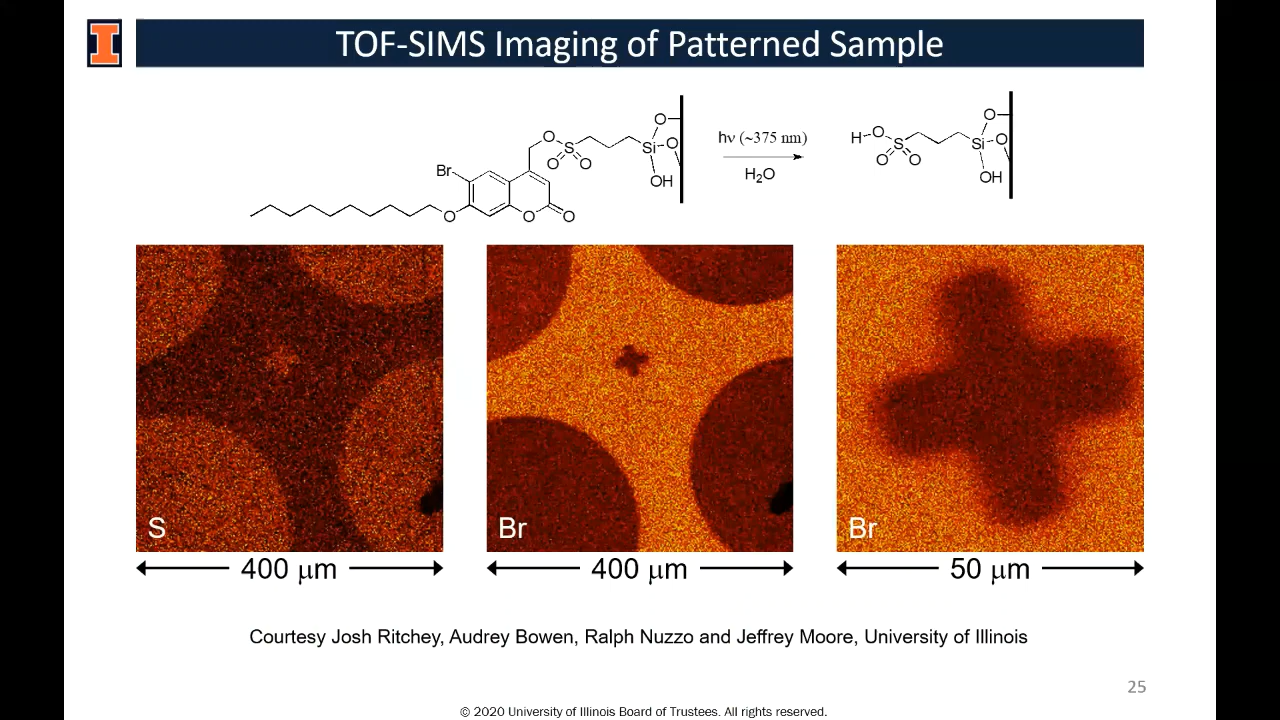 TOF-SIMS Imaging of Patterned Sample
Br
O
O
O
O
S
O
O
Si
O
O
OH
hν (~375 nm)
H₂O
H
O
S
O
O
Si
O
O
OH
S
Br
Br
400 μm
400 μm
50 μm
Courtesy Josh Ritchey, Audrey Bowen, Ralph Nuzzo and Jeffrey Moore, University of Illinois
25
© 2020 University of Illinois Board of Trustees. All rights reserved.